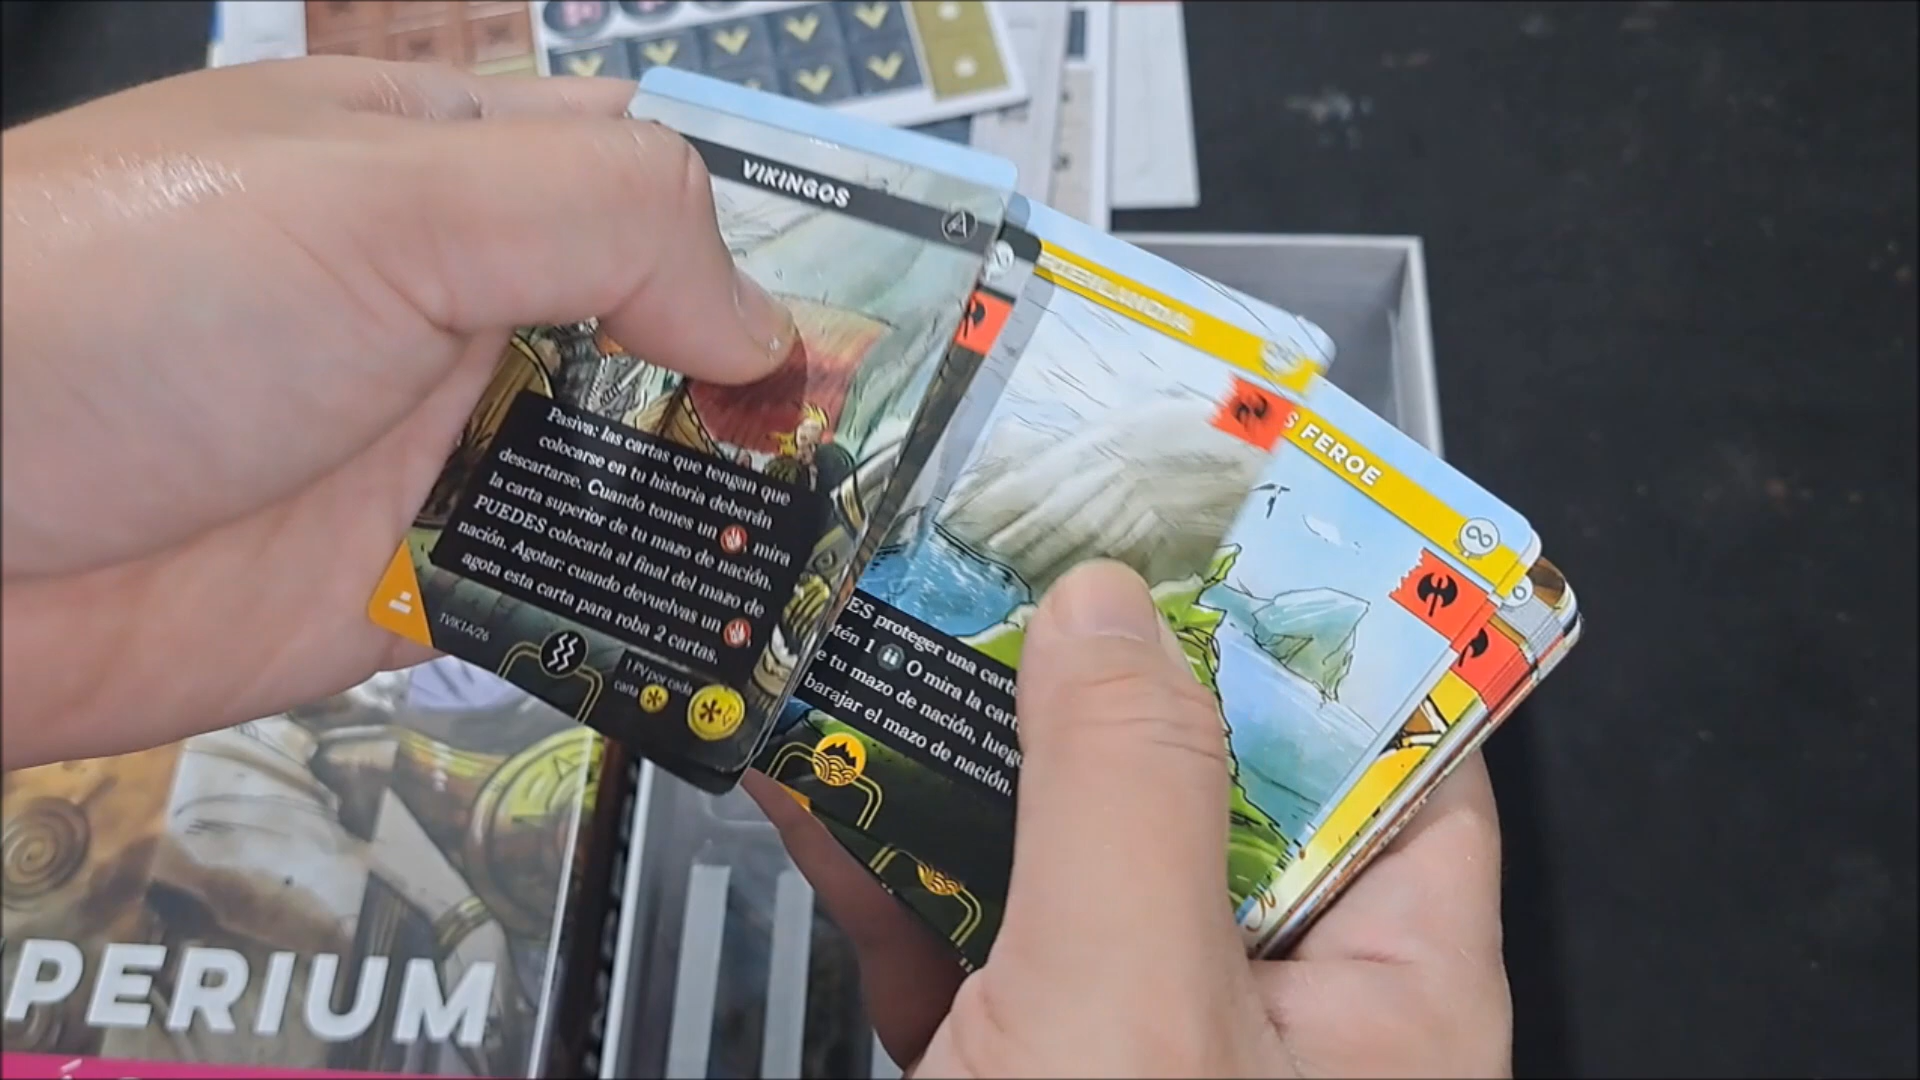 VIKINGOS
Pasiva: las cartas que tengan que
colocarse en tu historia deberán
descartarse. Cuando tomes un , mira
la carta superior de tu mazo de nación.
PUEDES colocarla al final del mazo de
nación. Agotar: cuando devuelvas un ,
agota esta carta para roba 2 cartas.
1VIK1A/26
1 PV por cada
carta
S FEROE
ES proteger una carta
tén 1 O mira la cart
e tu mazo de nación, luego
barajar el mazo de nación.
PERIUM